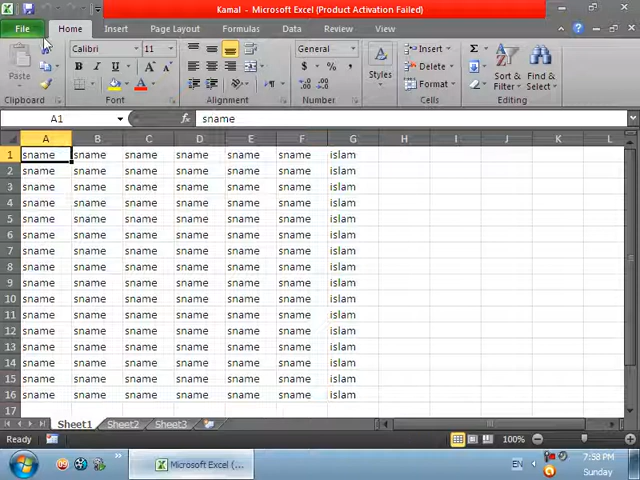 Kamal - Microsoft Excel (Product Activation Failed)
File Home Insert Page Layout Formulas Data Review View
Calibri 11 General Insert Σ
Paste B I U A $ % , Styles Delete Sort & Filter Find & Select
Format
Clipboard Font Alignment Number Cells Editing
A1 fx sname
A B C D E F G H I J K L
1 sname sname sname sname sname sname islam
2 sname sname sname sname sname sname islam
3 sname sname sname sname sname sname islam
4 sname sname sname sname sname sname islam
5 sname sname sname sname sname sname islam
6 sname sname sname sname sname sname islam
7 sname sname sname sname sname sname islam
8 sname sname sname sname sname sname islam
9 sname sname sname sname sname sname islam
10 sname sname sname sname sname sname islam
11 sname sname sname sname sname sname islam
12 sname sname sname sname sname sname islam
13 sname sname sname sname sname sname islam
14 sname sname sname sname sname sname islam
15 sname sname sname sname sname sname islam
16 sname sname sname sname sname sname islam
17
Sheet1 Sheet2 Sheet3
Ready 100%
Microsoft Excel (... EN 7:58 PM
Sunday